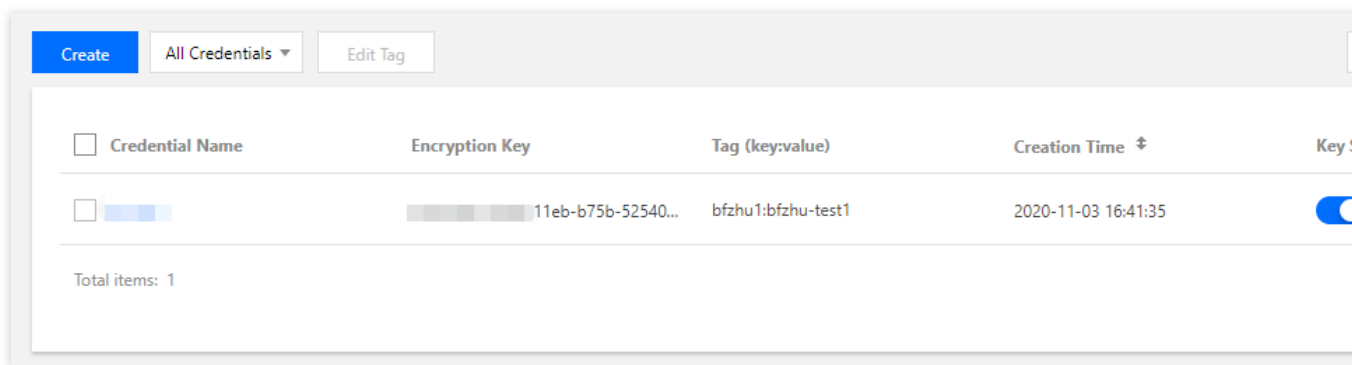 Create All Credentials Edit Tag
Credential Name Encryption Key Tag (key:value) Creation Time Key
11eb-b75b-52540... bfzhu1:bfzhu-test1 2020-11-03 16:41:35
Total items: 1